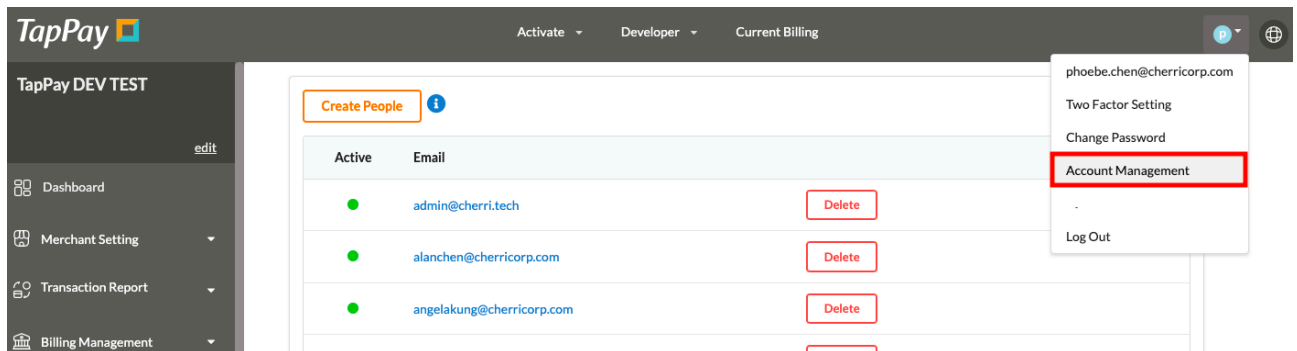 TapPay
Activate
Developer
Current Billing
p
TapPay DEV TEST
edit
Dashboard
Merchant Setting
Transaction Report
Billing Management
Create People
i
Active Email
admin@cherri.tech Delete
alanchen@cherricorp.com Delete
angelakung@cherricorp.com Delete
phoebe.chen@cherricorp.com
Two Factor Setting
Change Password
Account Management
-
Log Out